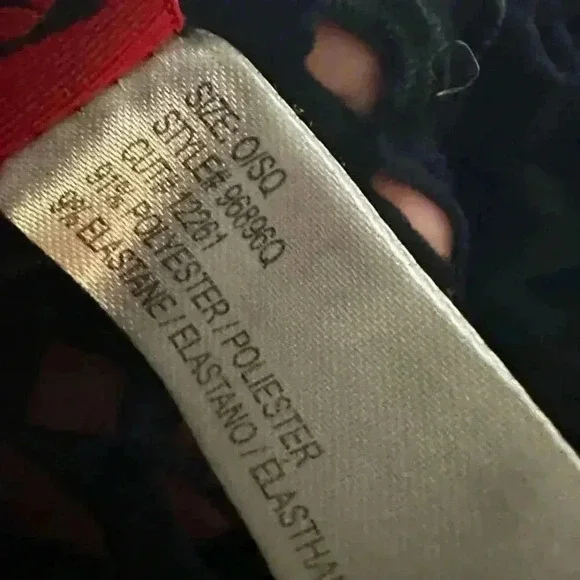 SIZE: O/SQ
STYLE# 96896Q
CUT# 12261
91% POLYESTER / POLIESTER
9% ELASTANE / ELASTANO / ELASTHA